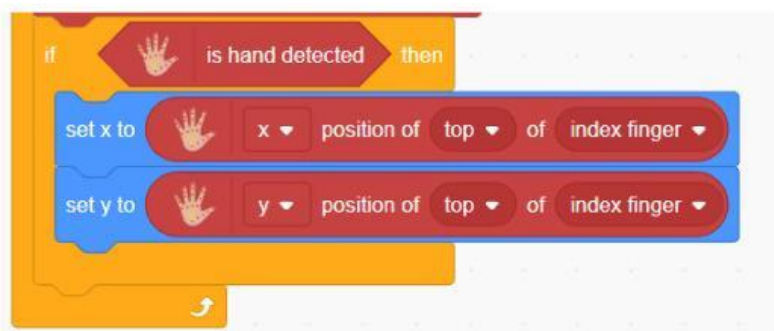 if is hand detected then
set x to x position of top of index finger
set y to y position of top of index finger